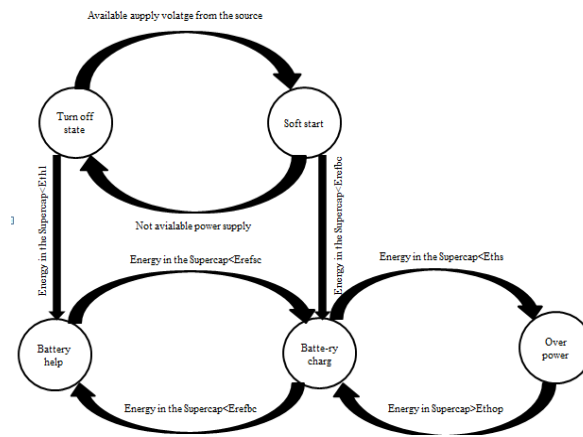 Available aupply volatge from the source
Turn off
state
Soft start
Energy in the Supercap<Eth1
Energy in the Supercap<Erefbc
Not avialable power supply
Energy in the Supercap<Erefsc
Energy in the Supercap<Eths
Battery
help
Batte-ry
charg
Over
power
Energy in the Supercap<Erefbc
Energy in Supercap>Ethop